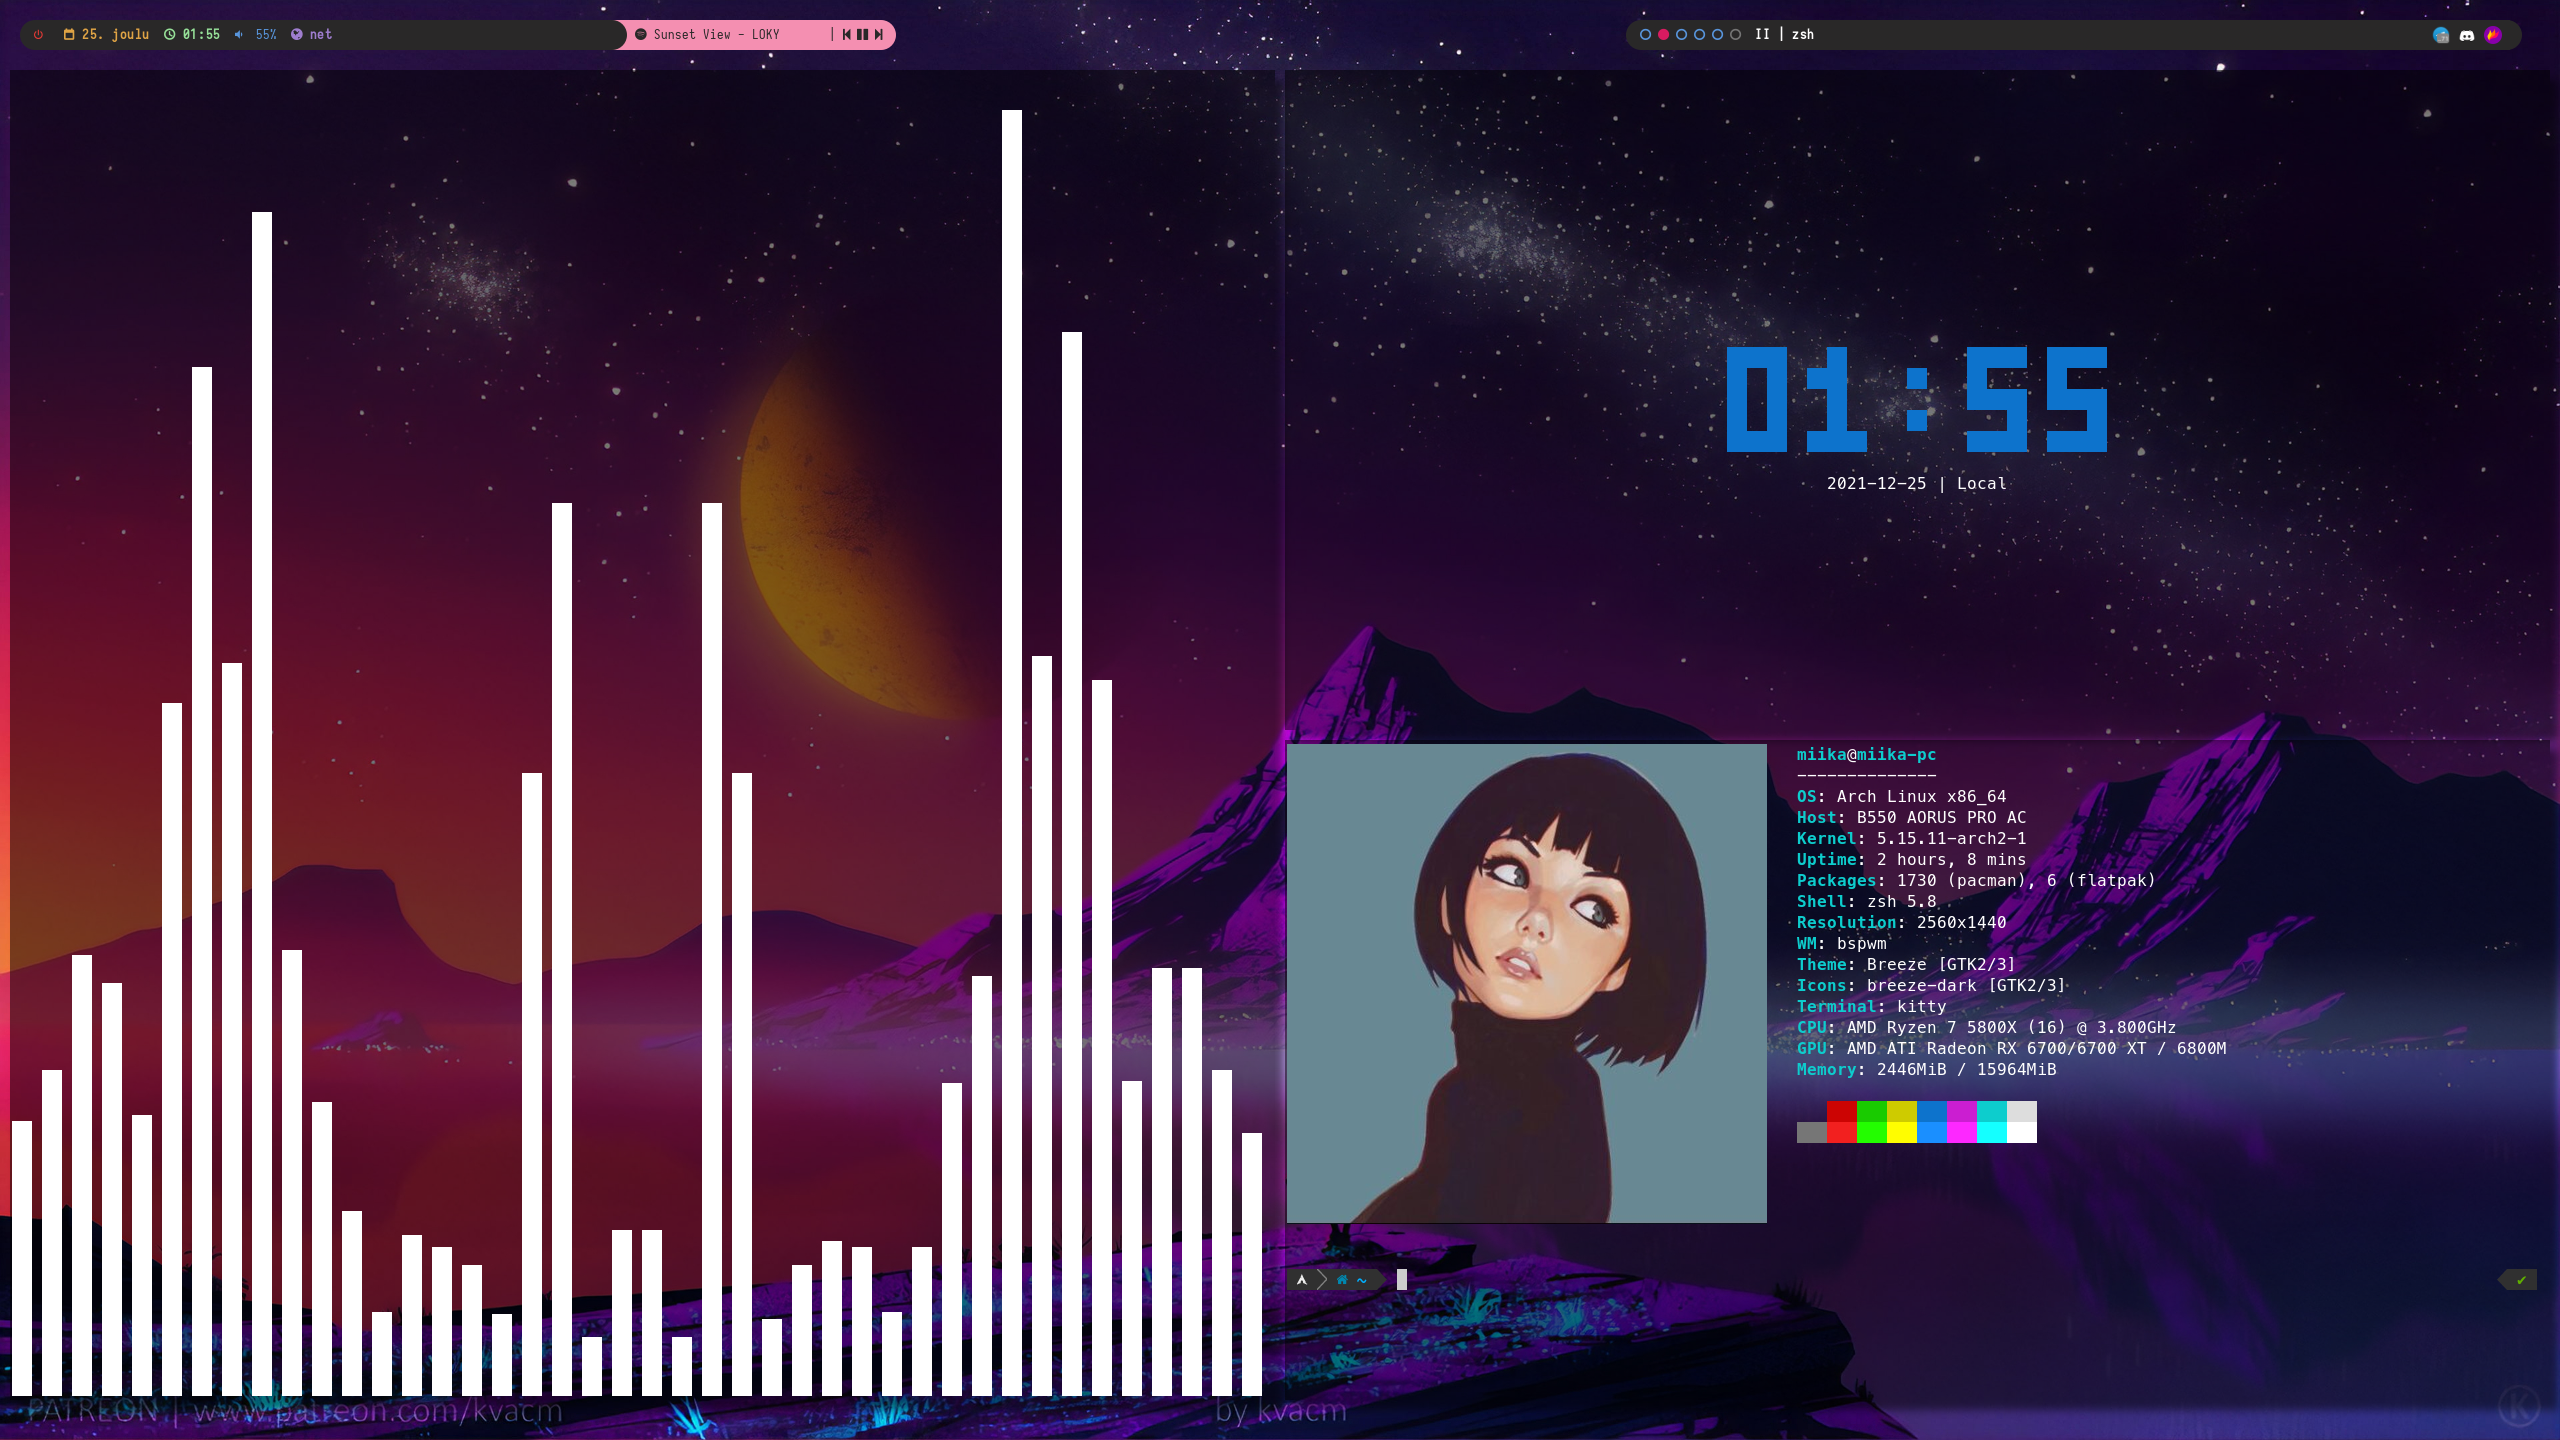 25. joulu 01:55 55% net
Sunset View - LOKY |
II | zsh
01:55
2021-12-25 | Local
miika@miika-pc
--------------
OS: Arch Linux x86_64
Host: B550 AORUS PRO AC
Kernel: 5.15.11-arch2-1
Uptime: 2 hours, 8 mins
Packages: 1730 (pacman), 6 (flatpak)
Shell: zsh 5.8
Resolution: 2560x1440
WM: bspwm
Theme: Breeze [GTK2/3]
Icons: breeze-dark [GTK2/3]
Terminal: kitty
CPU: AMD Ryzen 7 5800X (16) @ 3.800GHz
GPU: AMD ATI Radeon RX 6700/6700 XT / 6800M
Memory: 2446MiB / 15964MiB
~ ✔
PATREON | www.patreon.com/kvacm
by kvacm
K